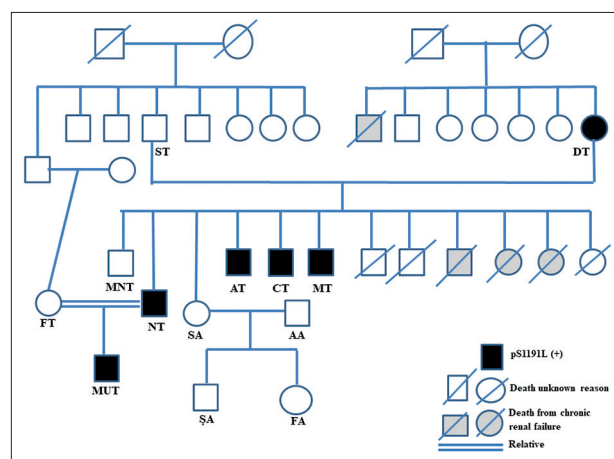 ST
DT
MNT
AT
CT
MT
FT
NT
SA
AA
MUT
ŞA
FA
pS1191L (+)
Death unknown reason
Death from chronic
renal failure
Relative